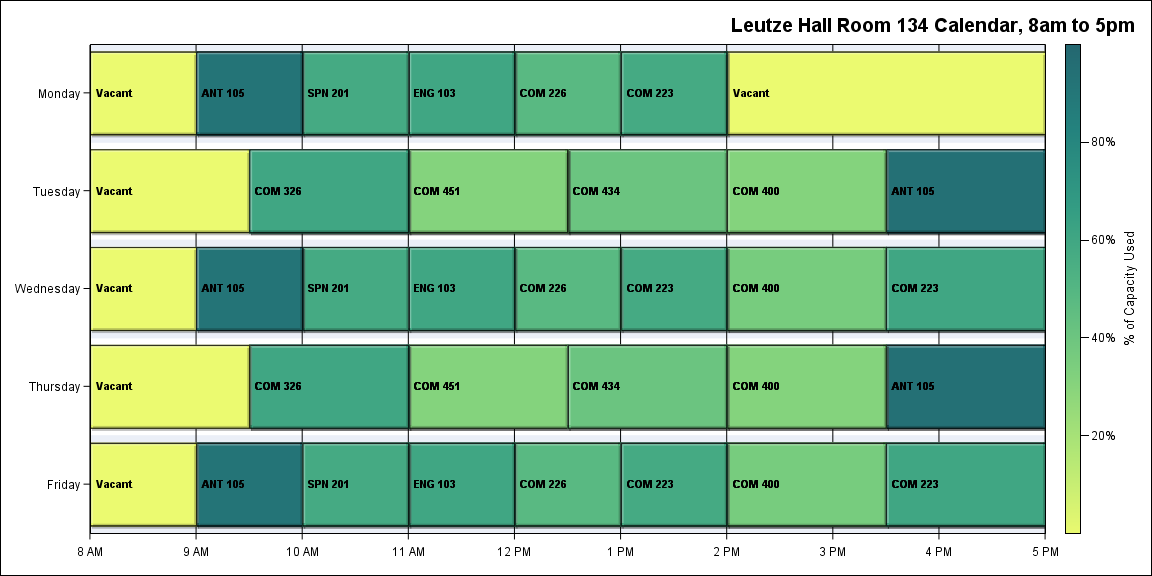 Leutze Hall Room 134 Calendar, 8am to 5pm
Monday
Vacant
ANT 105
SPN 201
ENG 103
COM 226
COM 223
Vacant
Tuesday
Vacant
COM 326
COM 451
COM 434
COM 400
ANT 105
Wednesday
Vacant
ANT 105
SPN 201
ENG 103
COM 226
COM 223
COM 400
COM 223
Thursday
Vacant
COM 326
COM 451
COM 434
COM 400
ANT 105
Friday
Vacant
ANT 105
SPN 201
ENG 103
COM 226
COM 223
COM 400
COM 223
8 AM
9 AM
10 AM
11 AM
12 PM
1 PM
2 PM
3 PM
4 PM
5 PM
80%
60%
40%
20%
% of Capacity Used